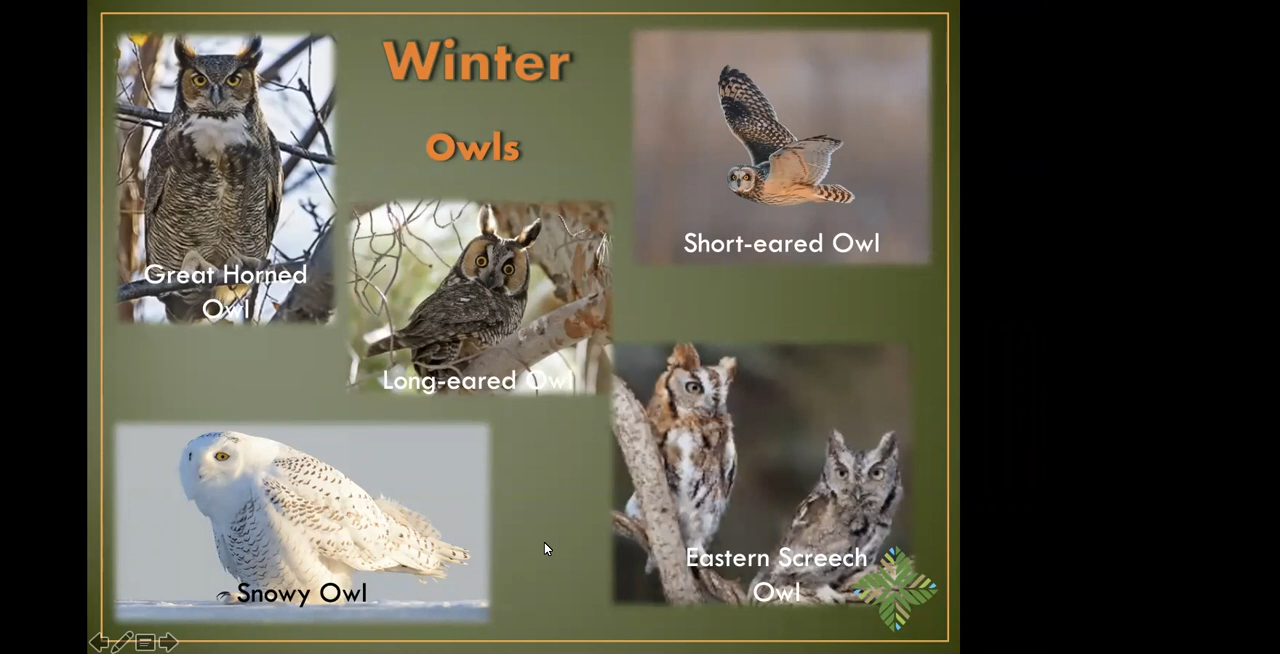 Winter
Owls
Great Horned
Owl
Short-eared Owl
Long-eared Owl
Snowy Owl
Eastern Screech
Owl